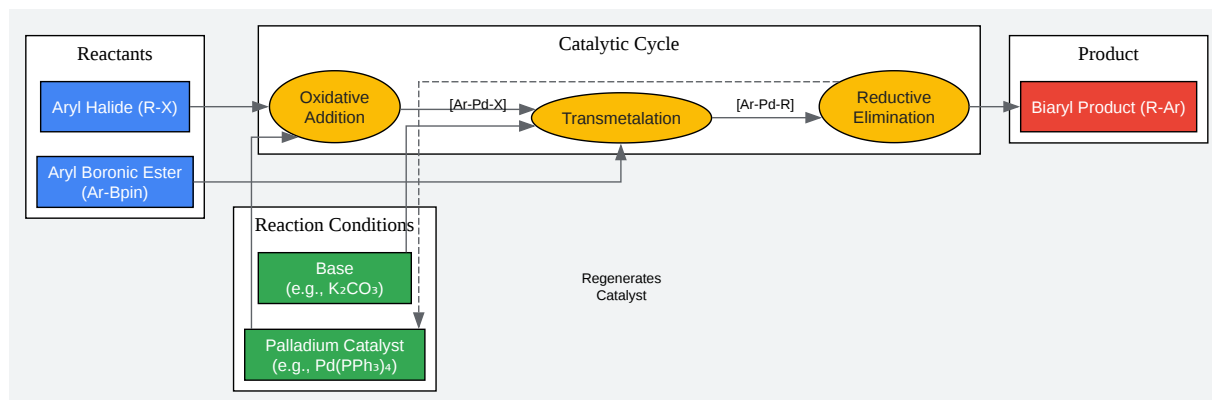 Reactants
Aryl Halide (R-X)
Aryl Boronic Ester
(Ar-Bpin)
Catalytic Cycle
Oxidative
Addition
[Ar-Pd-X]
Transmetalation
[Ar-Pd-R]
Reductive
Elimination
Product
Biaryl Product (R-Ar)
Reaction Conditions
Base
(e.g., K₂CO₃)
Palladium Catalyst
(e.g., Pd(PPh₃)₄)
Regenerates
Catalyst